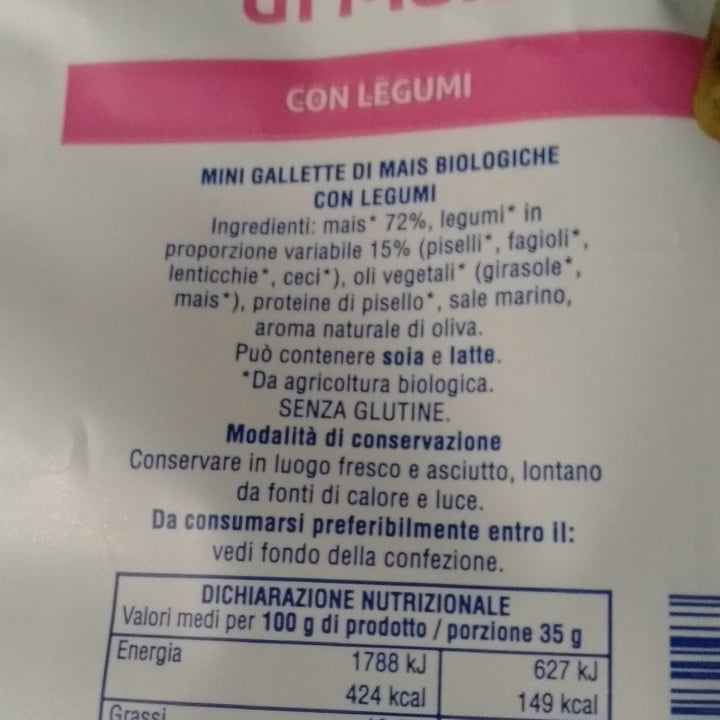 CON LEGUMI
MINI GALLETTE DI MAIS BIOLOGICHE
CON LEGUMI
Ingredienti: mais* 72%, legumi* in
proporzione variabile 15% (piselli*, fagioli*,
lenticchie*, ceci*), oli vegetali* (girasole*,
mais*), proteine di pisello*, sale marino,
aroma naturale di oliva.
Può contenere soia e latte.
*Da agricoltura biologica.
SENZA GLUTINE.
Modalità di conservazione
Conservare in luogo fresco e asciutto, lontano
da fonti di calore e luce.
Da consumarsi preferibilmente entro il:
vedi fondo della confezione.
DICHIARAZIONE NUTRIZIONALE
Valori medi per 100 g di prodotto / porzione 35 g
Energia 1788 kJ 627 kJ
424 kcal 149 kcal
Grassi